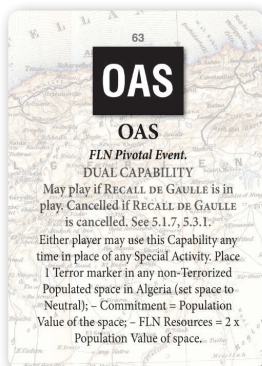 63
OAS
OAS
FLN Pivotal Event.
DUAL CAPABILITY
May play if RECALL DE GAULLE is in
play. Cancelled if RECALL DE GAULLE
is cancelled. See 5.1.7, 5.3.1.
Either player may use this Capability any
time in place of any Special Activity. Place
1 Terror marker in any non-Terrorized
Populated space in Algeria (set space to
Neutral); – Commitment = Population
Value of the space; – FLN Resources = 2 x
Population Value of space.